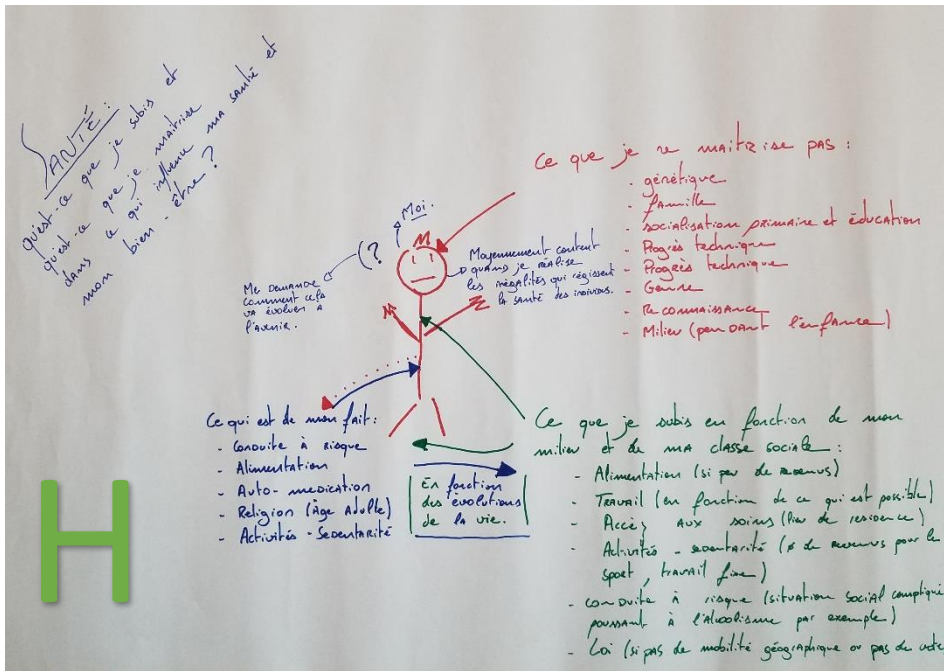 SANTÉ :
qu'est-ce que je subis et
qu'est-ce que je maitrise
dans ce qui influence ma santé et
mon bien-être ?
Moi.
(?
Me demande
comment cela
va évoluer à
l'avenir.
Moyennement content
quand je réalise
les inégalités qui régissent
la santé des individus.
Ce que je ne maitrise pas :
- génétique
- famille
- socialisation primaire et éducation
- Progrès technique
- Progrès technique
- Genre
- Reconnaissance
- Milieu (pendant l'enfance)
Ce qui est de mon fait :
- conduite à risque
- Alimentation
- Auto-medication
- Religion (Âge Adulte)
- Activités - Sedentarité
En fonction
des évolutions
de la vie.
Ce que je subis en fonction de mon
milieu et de ma classe sociale :
- Alimentation (si peu de revenus)
- Travail (en fonction de ce qui est possible)
- Accès aux soins (lieu de residence)
- Activités - sedentarité (∅ de revenus pour le
sport, travail fixe)
- conduite à risque (situation social compliqué
poussant à l'alcoolisme par exemple)
- Loi (si pas de mobilité géographique ou pas de
H